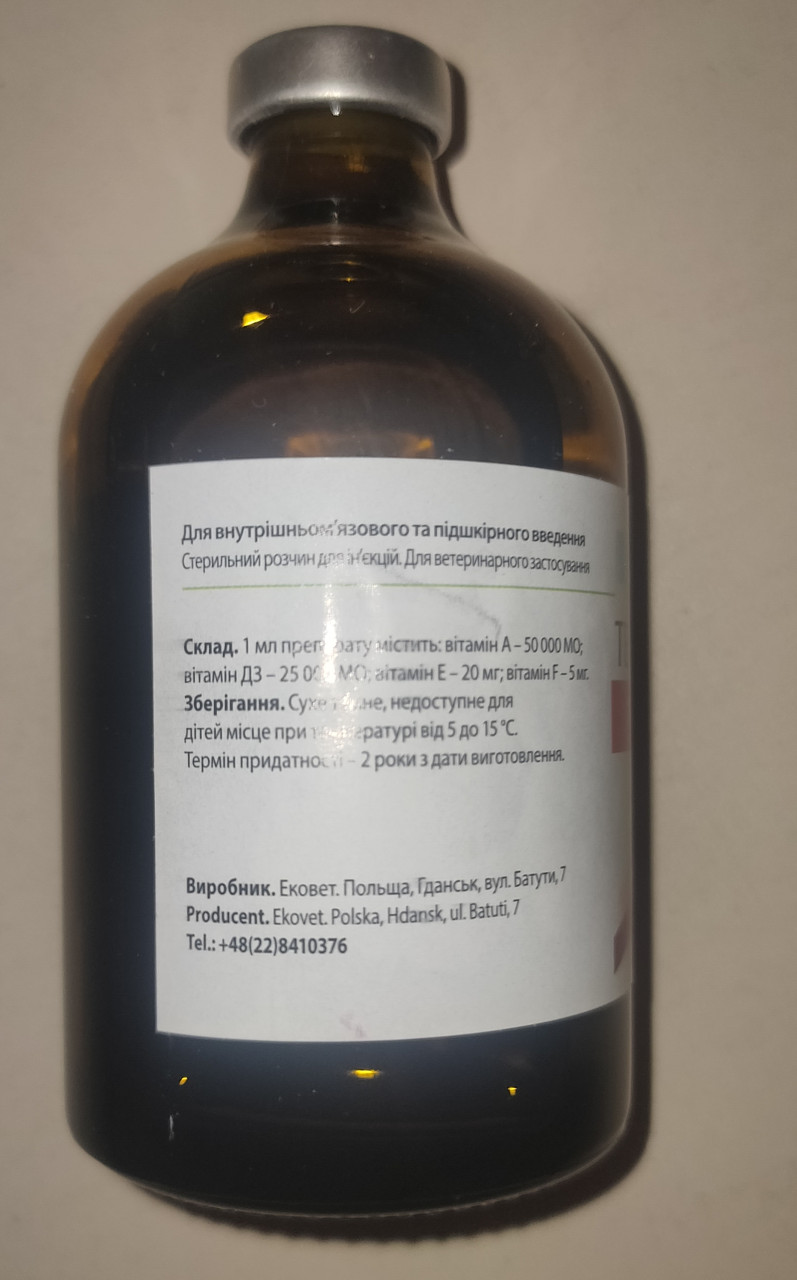 Для внутрішньом'язового та підшкірного введення
Стерильний розчин для ін'єкцій. Для ветеринарного застосування
Склад. 1 мл препарату містить: вітамін А – 50 000 МО;
вітамін Д3 – 25 000 МО; вітамін Е – 20 мг; вітамін F – 5 мг.
Зберігання. Сухе темне, недоступне для
дітей місце при температурі від 5 до 15 °С.
Термін придатності – 2 роки з дати виготовлення.
Виробник. Ековет. Польща, Гданськ, вул. Батути, 7
Producent. Ekovet. Polska, Hdansk, ul. Batuti, 7
Tel.: +48(22)8410376